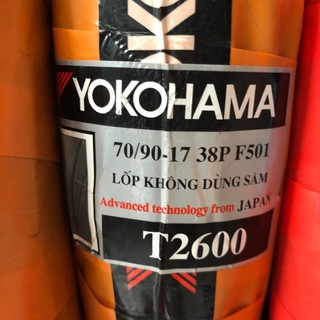 YOKOHAMA
70/90-17 38P F501
LỐP KHÔNG DÙNG SĂM
Advanced technology from JAPAN
T2600